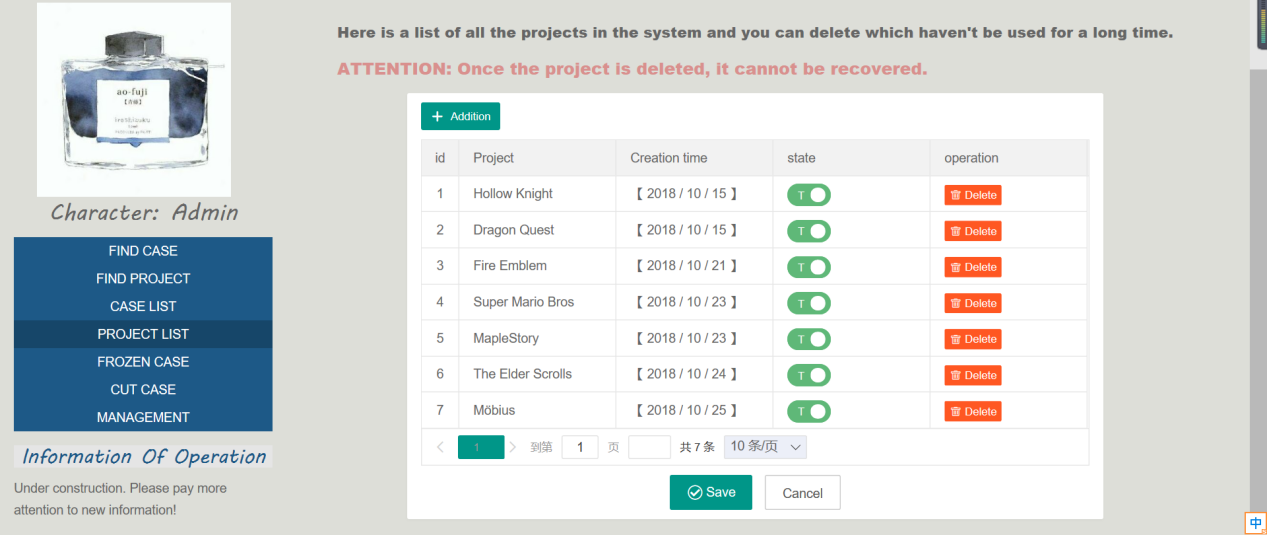 Here is a list of all the projects in the system and you can delete which haven't be used for a long time.
ATTENTION: Once the project is deleted, it cannot be recovered.
ao-fuji
Character: Admin
FIND CASE
FIND PROJECT
CASE LIST
PROJECT LIST
FROZEN CASE
CUT CASE
MANAGEMENT
Information Of Operation
Under construction. Please pay more
attention to new information!
+ Addition
id Project Creation time state operation
1 Hollow Knight 【 2018 / 10 / 15 】 T Delete
2 Dragon Quest 【 2018 / 10 / 15 】 T Delete
3 Fire Emblem 【 2018 / 10 / 21 】 T Delete
4 Super Mario Bros 【 2018 / 10 / 23 】 T Delete
5 MapleStory 【 2018 / 10 / 23 】 T Delete
6 The Elder Scrolls 【 2018 / 10 / 24 】 T Delete
7 Möbius 【 2018 / 10 / 25 】 T Delete
1 到第 1 页 共 7 条 10 条/页
Save Cancel
中